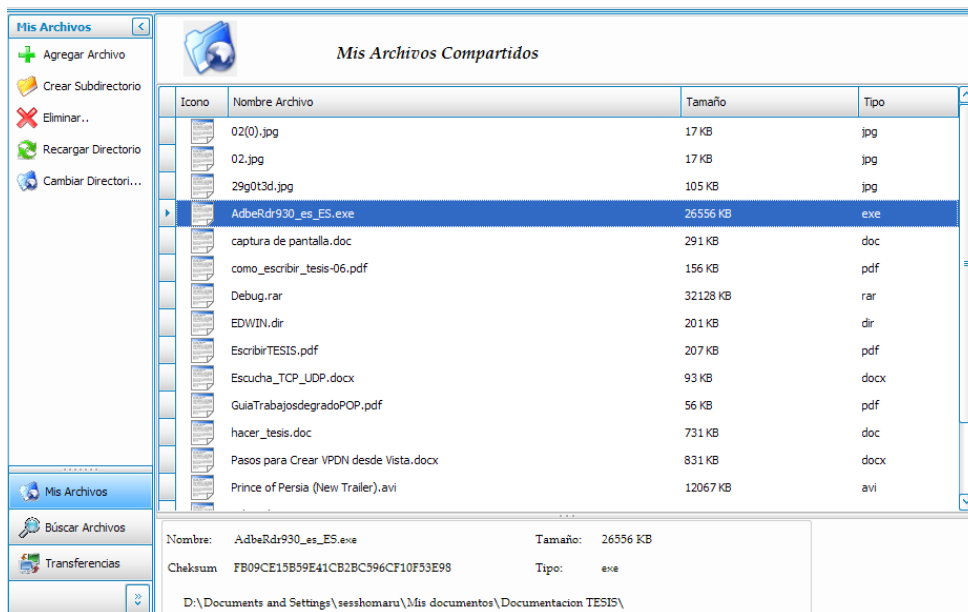 Mis Archivos
Agregar Archivo
Crear Subdirectorio
Eliminar..
Recargar Directorio
Cambiar Directori...
Mis Archivos
Búscar Archivos
Transferencias
Mis Archivos Compartidos
Icono Nombre Archivo Tamaño Tipo
02(0).jpg 17 KB jpg
02.jpg 17 KB jpg
29g0t3d.jpg 105 KB jpg
AdbeRdr930_es_ES.exe 26556 KB exe
captura de pantalla.doc 291 KB doc
como_escribir_tesis-06.pdf 156 KB pdf
Debug.rar 32128 KB rar
EDWIN.dir 201 KB dir
EscribirTESIS.pdf 207 KB pdf
Escucha_TCP_UDP.docx 93 KB docx
GuiaTrabajosdegradoPOP.pdf 56 KB pdf
hacer_tesis.doc 731 KB doc
Pasos para Crear VPDN desde Vista.docx 831 KB docx
Prince of Persia (New Trailer).avi 12067 KB avi
Nombre: AdbeRdr930_es_ES.exe Tamaño: 26556 KB
Cheksum FB09CE15B59E41CB2BC596CF10F53E98 Tipo: exe
D:\Documents and Settings\sesshomaru\Mis documentos\Documentacion TESIS\